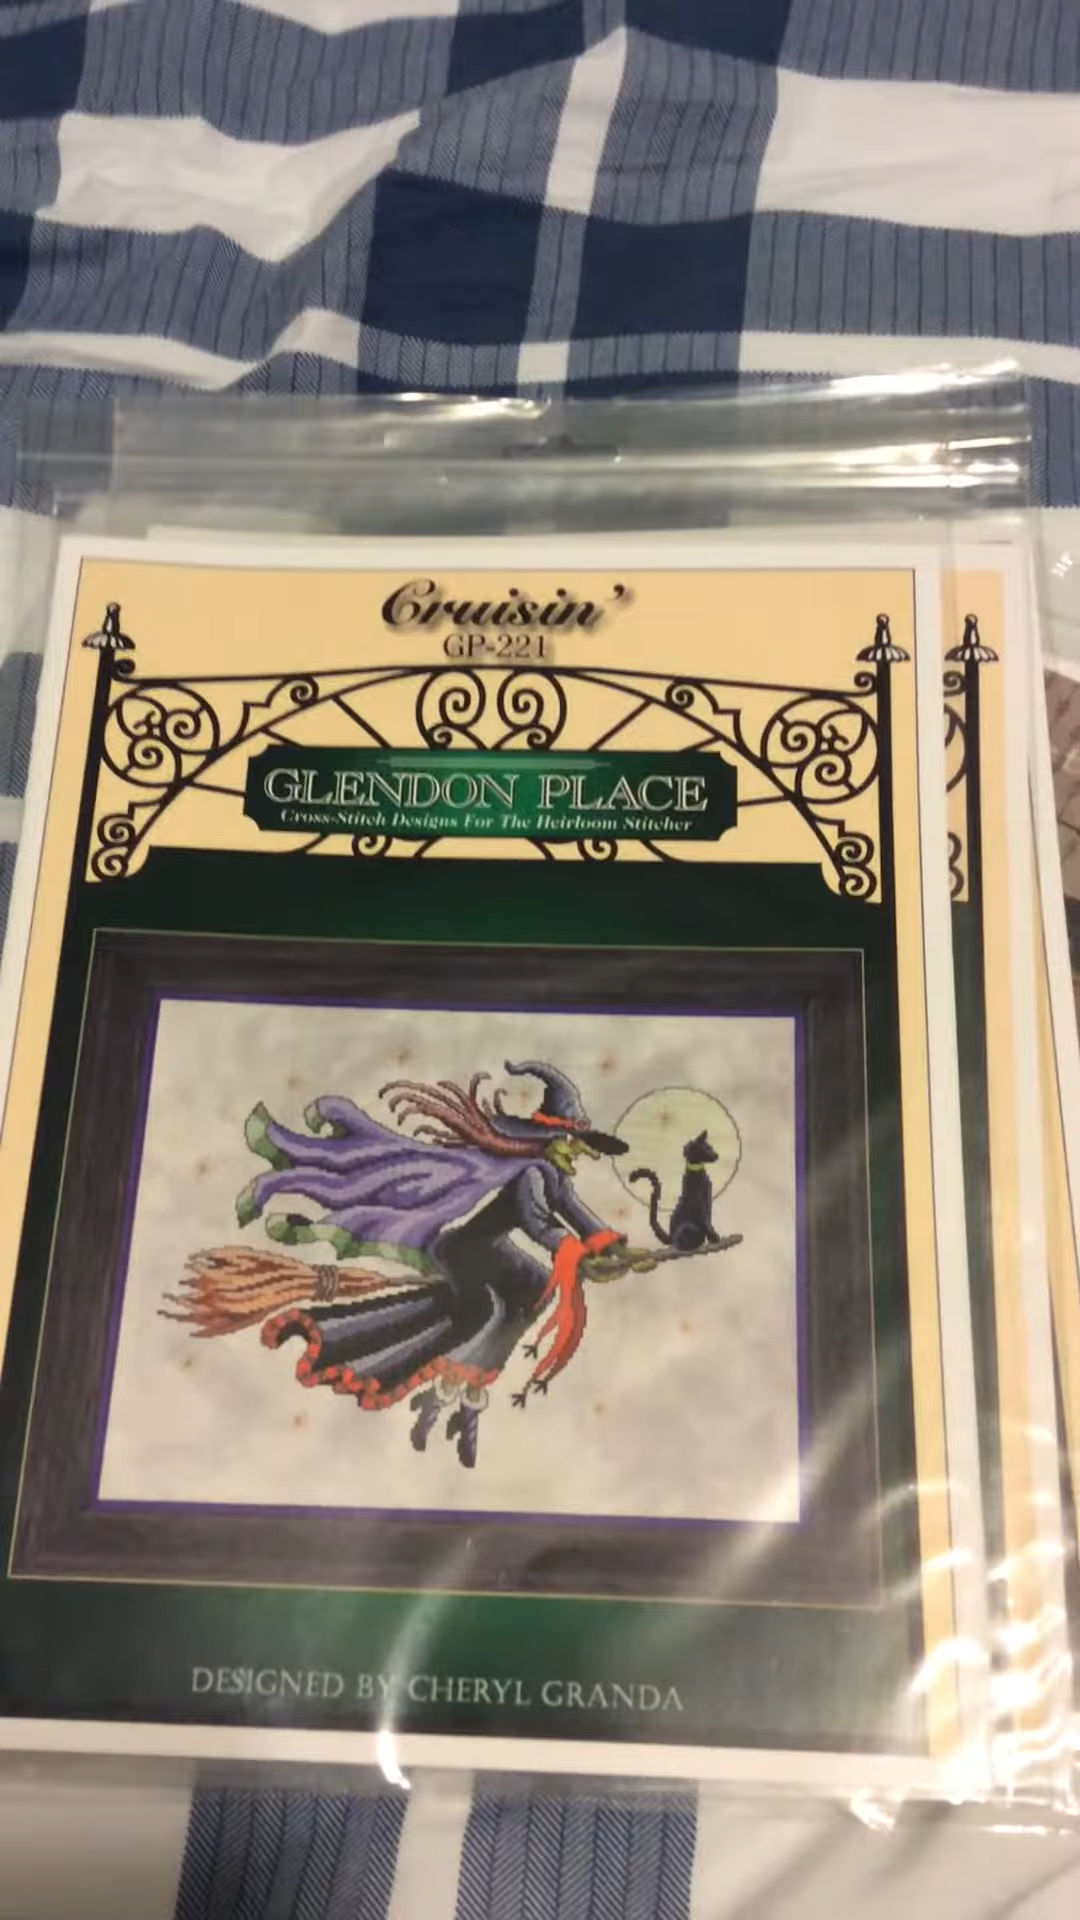 Cruisin'
GP-221
GLENDON PLACE
Cross-Stitch Designs For The Heirloom Stitcher
DESIGNED BY CHERYL GRANDA